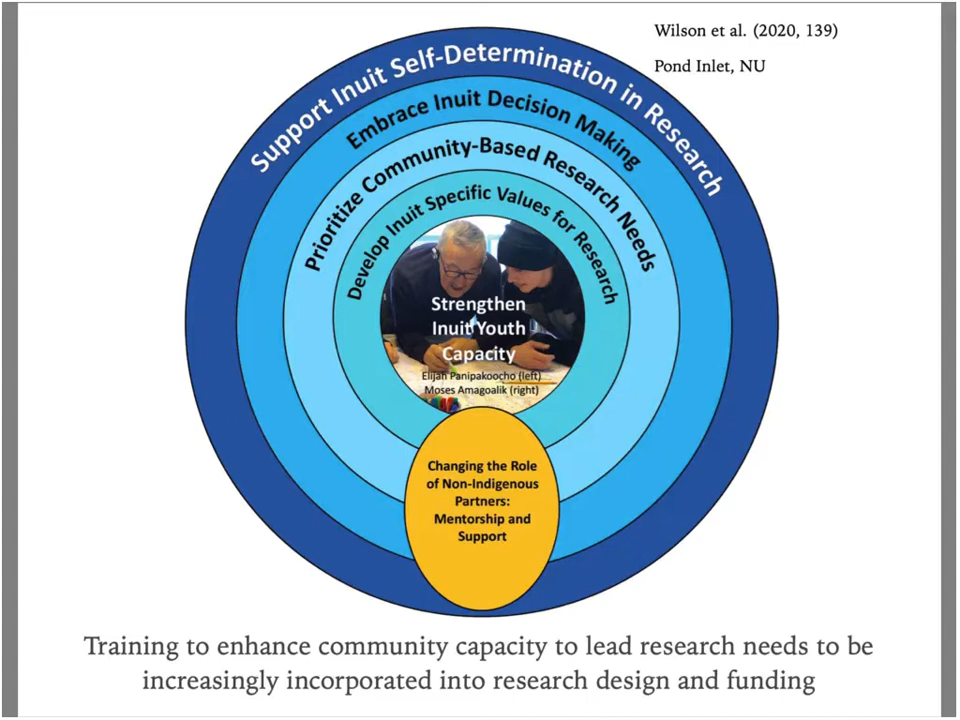 Wilson et al. (2020, 139)
Pond Inlet, NU
Support Inuit Self-Determination in Research
Embrace Inuit Decision Making
Prioritize Community-Based Research Needs
Develop Inuit Specific Values for Research
Strengthen
Inuit Youth
Capacity
Elijah Panipakoocho (left)
Moses Amagoalik (right)
Changing the Role
of Non-Indigenous
Partners:
Mentorship and
Support
Training to enhance community capacity to lead research needs to be
increasingly incorporated into research design and funding